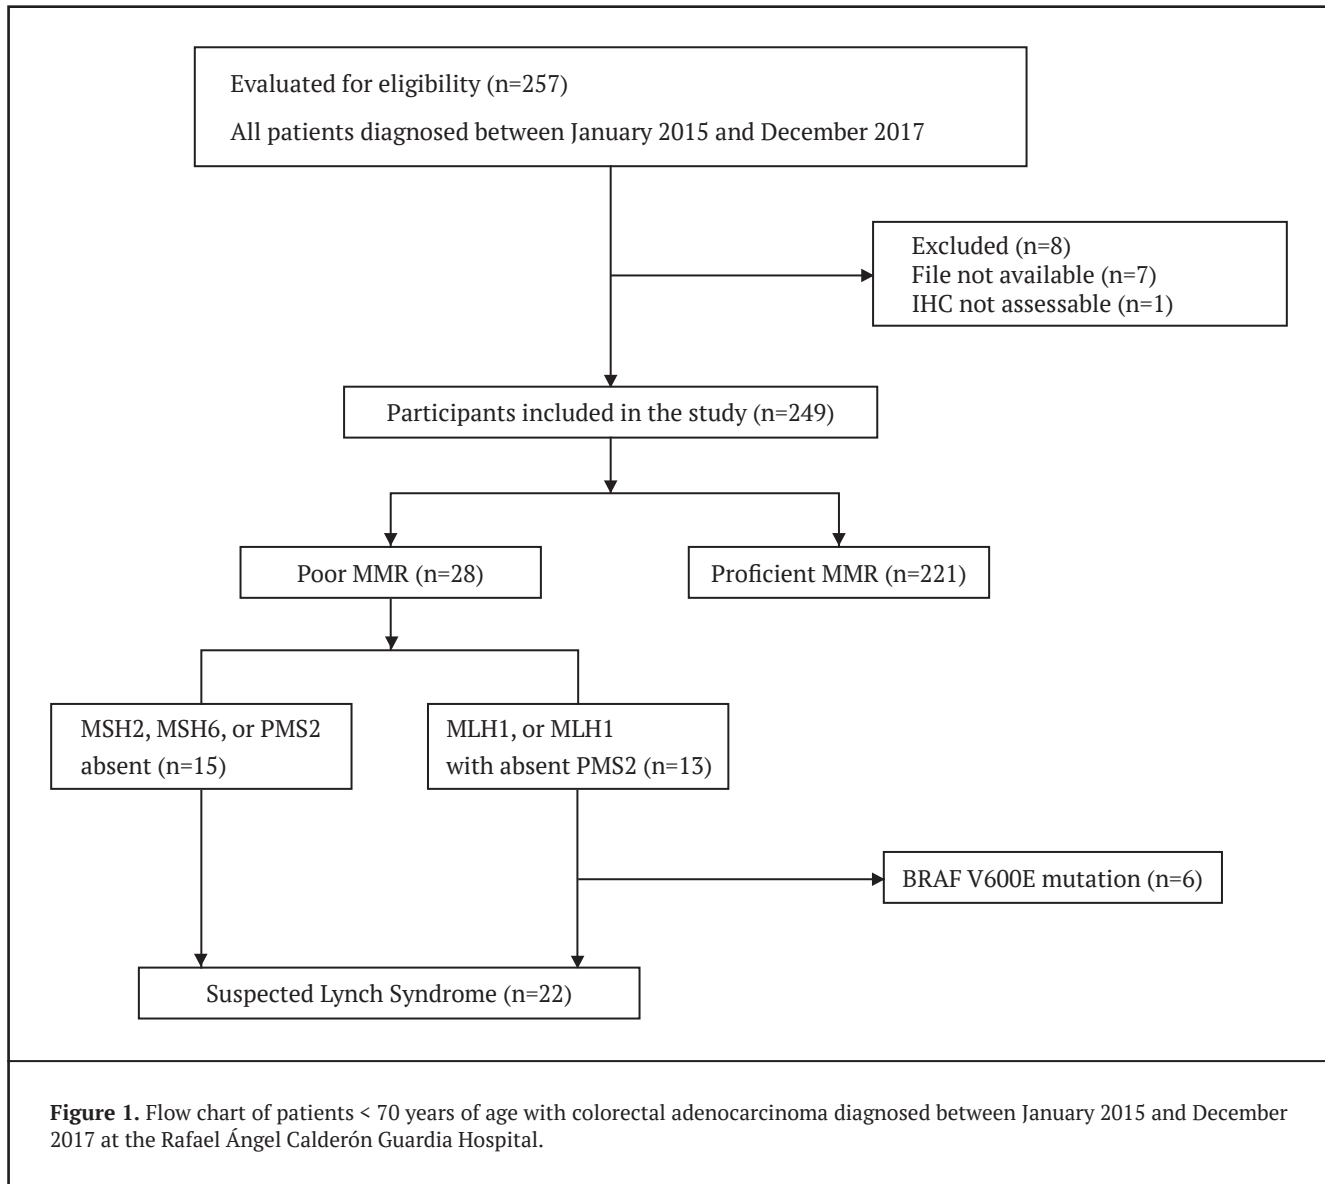 Evaluated for eligibility (n=257)
All patients diagnosed between January 2015 and December 2017
Excluded (n=8)
File not available (n=7)
IHC not assessable (n=1)
Participants included in the study (n=249)
Poor MMR (n=28)
Proficient MMR (n=221)
MSH2, MSH6, or PMS2
absent (n=15)
MLH1, or MLH1
with absent PMS2 (n=13)
BRAF V600E mutation (n=6)
Suspected Lynch Syndrome (n=22)
Figure 1. Flow chart of patients < 70 years of age with colorectal adenocarcinoma diagnosed between January 2015 and December
2017 at the Rafael Ángel Calderón Guardia Hospital.